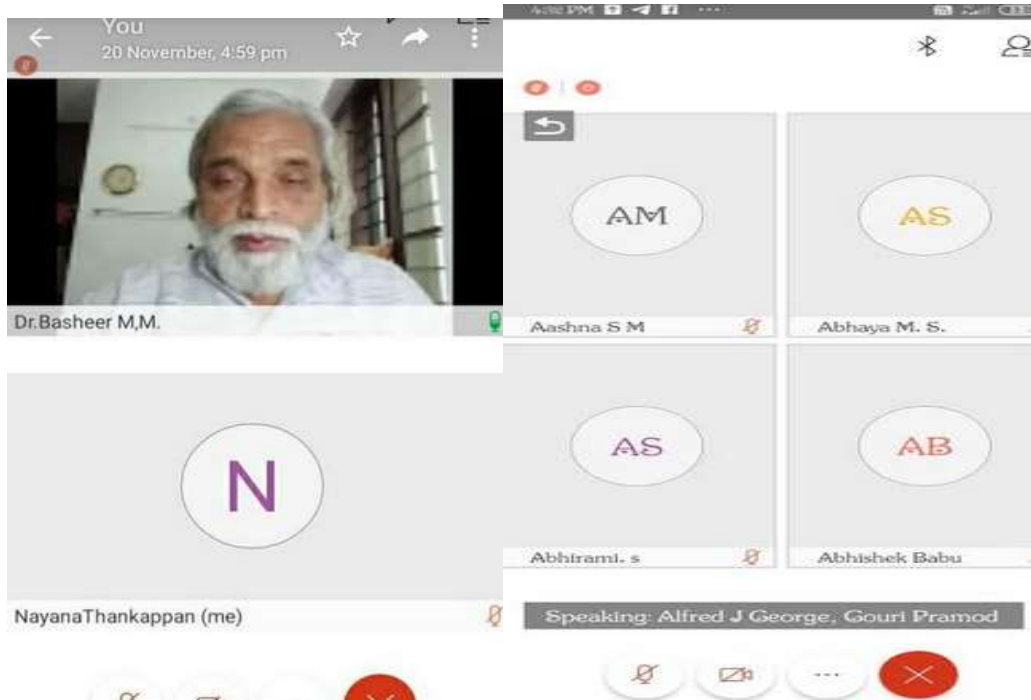 You
20 November, 4:59 pm
Dr.Basheer M,M.
N
NayanaThankappan (me)
PM
AM
AS
Aashna S M
Abhaya M. S.
AS
AB
Abhirami. s
Abhishek Babu
Speaking: Alfred J George, Gouri Pramod